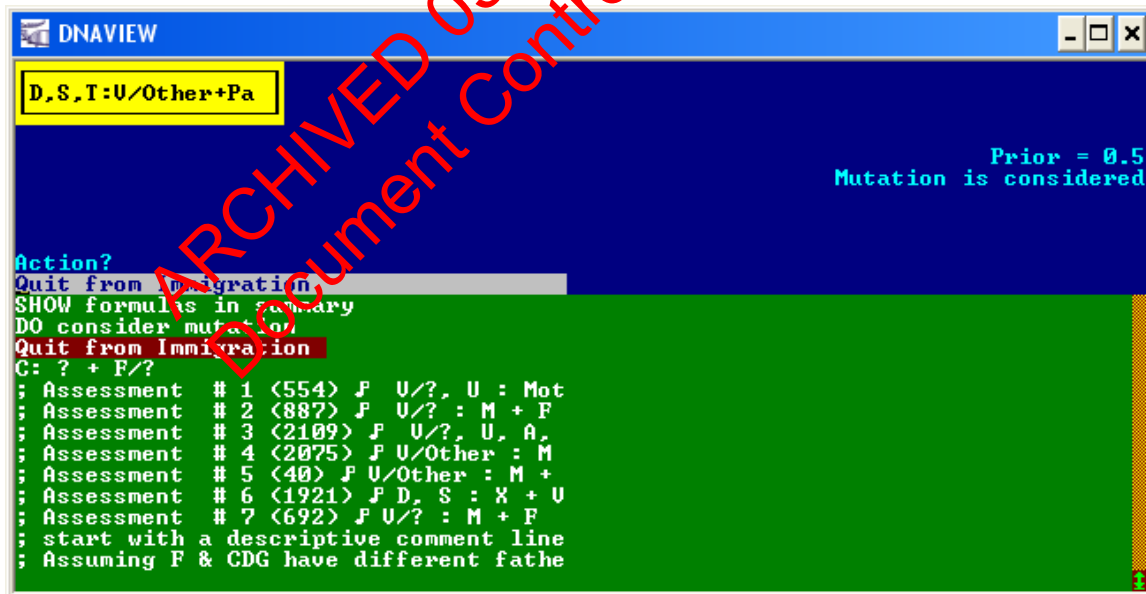 DNAVIEW
D,S,T:V/Other+Pa
Prior = 0.5
Mutation is considered
Action?
Quit from Immigration
SHOW formulas in summary
DO consider mutation
Quit from Immigration
C: ? + F/?
; Assessment # 1 (554) V/?, U : Mot
; Assessment # 2 (887) V/? : M + F
; Assessment # 3 (2109) V/?, U, A,
; Assessment # 4 (2075) V/Other : M
; Assessment # 5 (40) V/Other : M +
; Assessment # 6 (1921) D, S : X + V
; Assessment # 7 (692) V/? : M + F
; start with a descriptive comment line
; Assuming F & CDG have different fathe
ARCHIVED
Document Contro